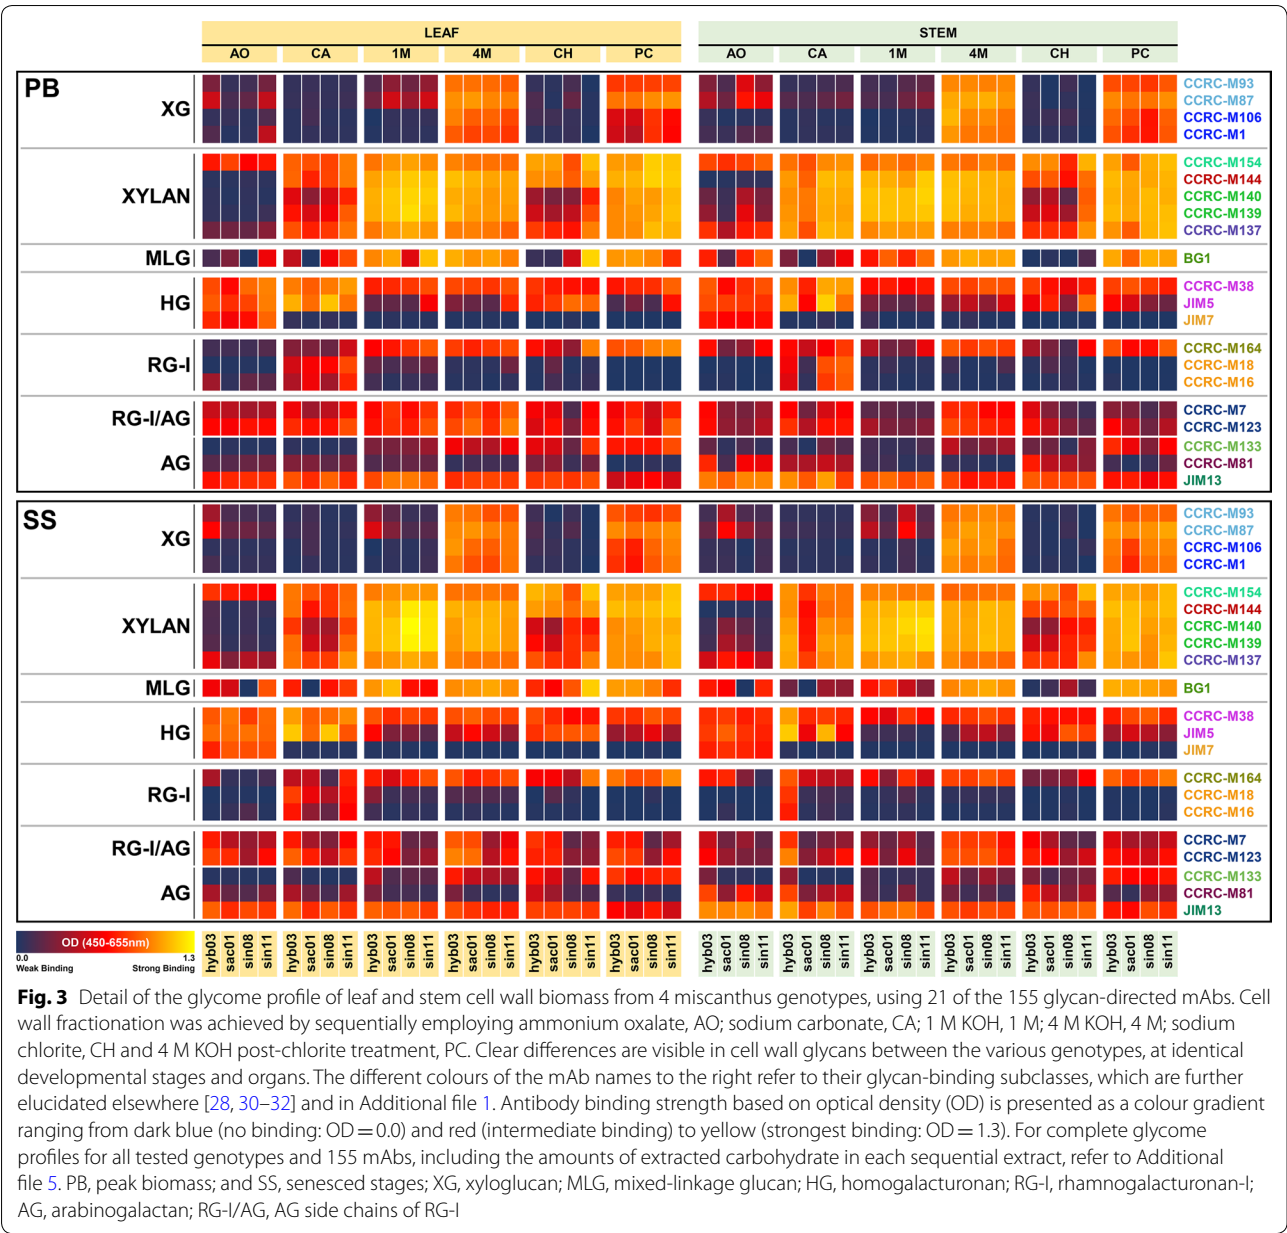 LEAF STEM
AO CA 1M 4M CH PC AO CA 1M 4M CH PC
PB
XG
CCRC-M93
CCRC-M87
CCRC-M106
CCRC-M1
XYLAN
CCRC-M154
CCRC-M144
CCRC-M140
CCRC-M139
CCRC-M137
MLG BG1
HG
CCRC-M38
JIM5
JIM7
RG-I
CCRC-M164
CCRC-M18
CCRC-M16
RG-I/AG
CCRC-M7
CCRC-M123
AG
CCRC-M133
CCRC-M81
JIM13
SS
XG
CCRC-M93
CCRC-M87
CCRC-M106
CCRC-M1
XYLAN
CCRC-M154
CCRC-M144
CCRC-M140
CCRC-M139
CCRC-M137
MLG BG1
HG
CCRC-M38
JIM5
JIM7
RG-I
CCRC-M164
CCRC-M18
CCRC-M16
RG-I/AG
CCRC-M7
CCRC-M123
AG
CCRC-M133
CCRC-M81
JIM13
OD (450-655nm)
0.0 1.3
Weak Binding Strong Binding
hyb03 sac01 sin08 sin11 hyb03 sac01 sin08 sin11 hyb03 sac01 sin08 sin11 hyb03 sac01 sin08 sin11 hyb03 sac01 sin08 sin11 hyb03 sac01 sin08 sin11 hyb03 sac01 sin08 sin11 hyb03 sac01 sin08 sin11 hyb03 sac01 sin08 sin11 hyb03 sac01 sin08 sin11 hyb03 sac01 sin08 sin11 hyb03 sac01 sin08 sin11
Fig. 3 Detail of the glycome profile of leaf and stem cell wall biomass from 4 miscanthus genotypes, using 21 of the 155 glycan-directed mAbs. Cell
wall fractionation was achieved by sequentially employing ammonium oxalate, AO; sodium carbonate, CA; 1 M KOH, 1 M; 4 M KOH, 4 M; sodium
chlorite, CH and 4 M KOH post-chlorite treatment, PC. Clear differences are visible in cell wall glycans between the various genotypes, at identical
developmental stages and organs. The different colours of the mAb names to the right refer to their glycan-binding subclasses, which are further
elucidated elsewhere [28, 30–32] and in Additional file 1. Antibody binding strength based on optical density (OD) is presented as a colour gradient
ranging from dark blue (no binding: OD = 0.0) and red (intermediate binding) to yellow (strongest binding: OD = 1.3). For complete glycome
profiles for all tested genotypes and 155 mAbs, including the amounts of extracted carbohydrate in each sequential extract, refer to Additional
file 5. PB, peak biomass; and SS, senesced stages; XG, xyloglucan; MLG, mixed-linkage glucan; HG, homogalacturonan; RG-I, rhamnogalacturonan-I;
AG, arabinogalactan; RG-I/AG, AG side chains of RG-I